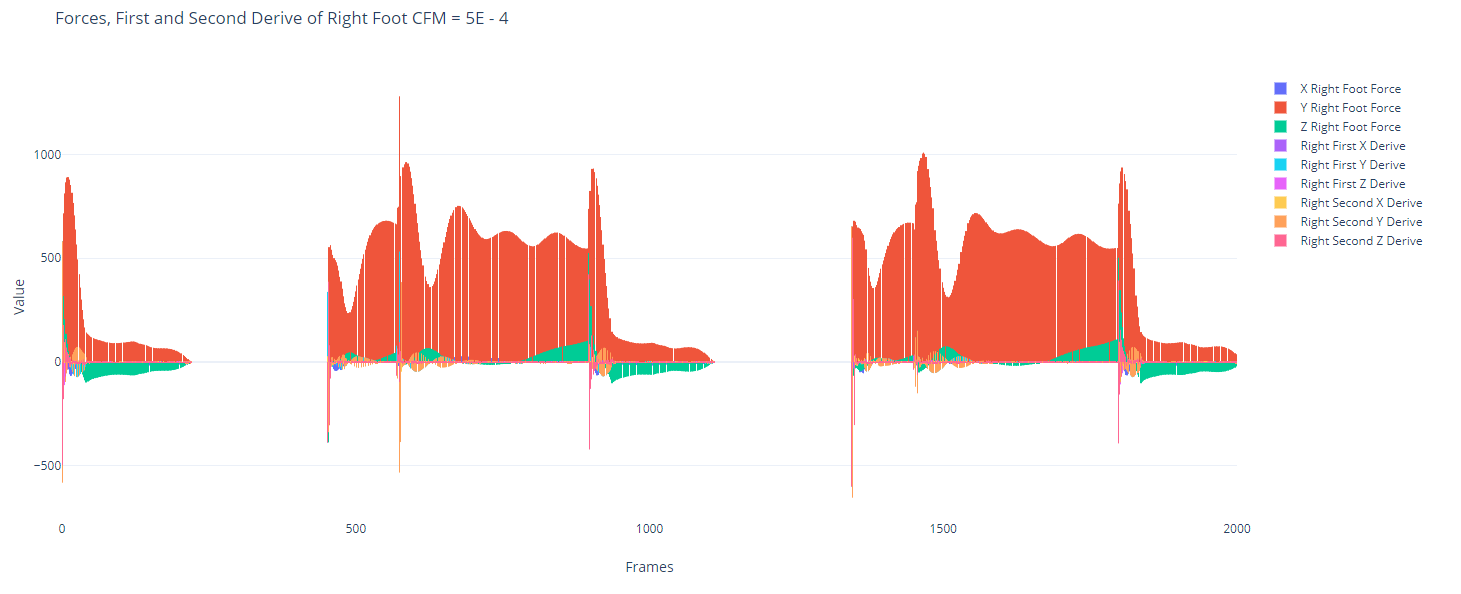 Forces, First and Second Derive of Right Foot CFM = 5E - 4
X Right Foot Force
Y Right Foot Force
Z Right Foot Force
Right First X Derive
Right First Y Derive
Right First Z Derive
Right Second X Derive
Right Second Y Derive
Right Second Z Derive
Value
1000
500
0
−500
0
500
1000
1500
2000
Frames